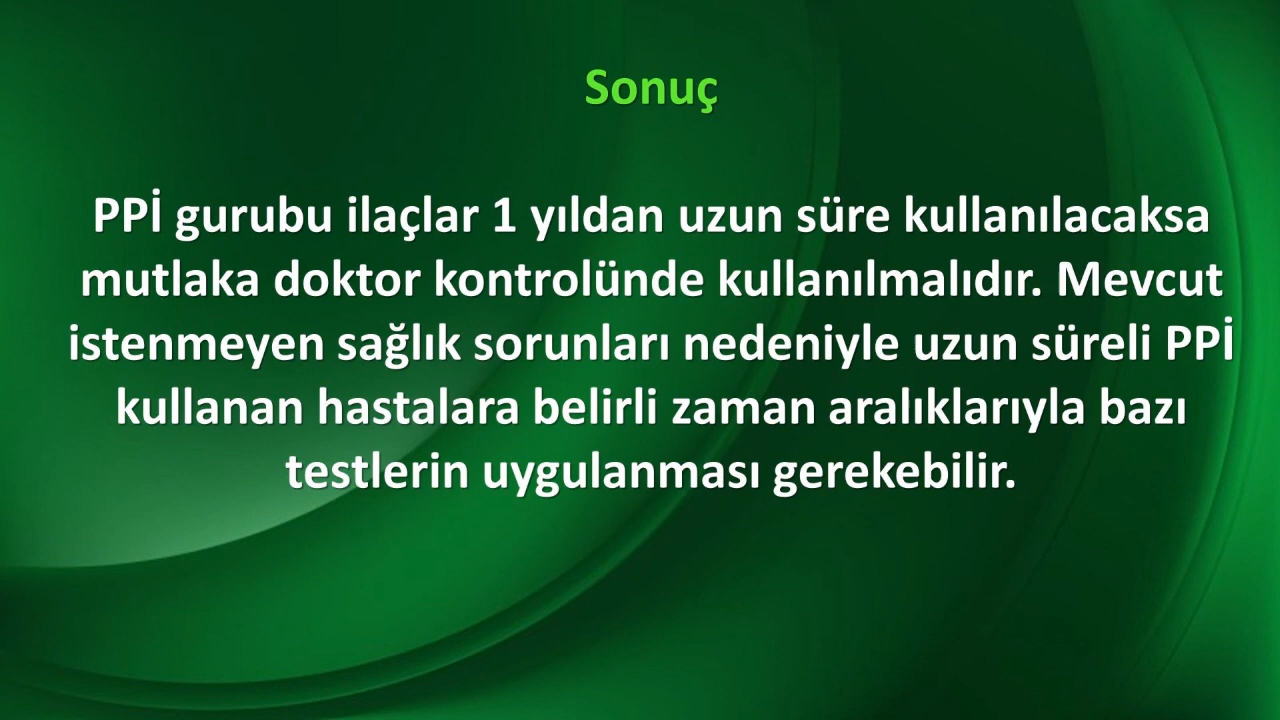 Sonuç
PPİ gurubu ilaçlar 1 yıldan uzun süre kullanılacaksa
mutlaka doktor kontrolünde kullanılmalıdır. Mevcut
istenmeyen sağlık sorunları nedeniyle uzun süreli PPİ
kullanan hastalara belirli zaman aralıklarıyla bazı
testlerin uygulanması gerekebilir.